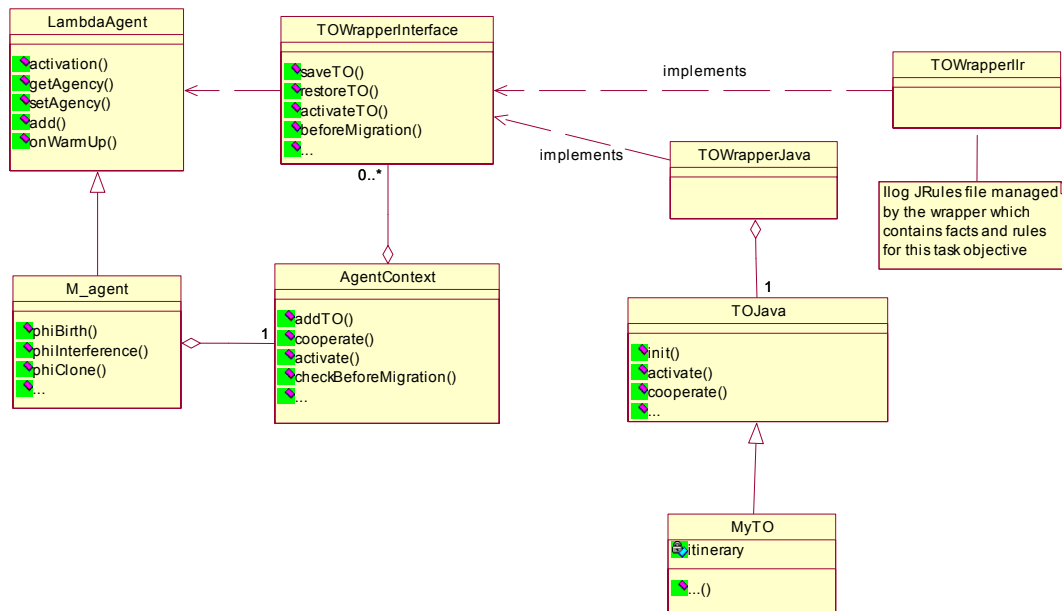 LambdaAgent
activation()
getAgency()
setAgency()
add()
onWarmUp()
TOWrapperInterface
saveTO()
restoreTO()
activateTO()
beforeMigration()
...
implements
TOWrapperIlr
implements
TOWrapperJava
Ilog JRules file managed
by the wrapper which
contains facts and rules
for this task objective
0..*
M_agent
phiBirth()
phiInterference()
phiClone()
...
1
AgentContext
addTO()
cooperate()
activate()
checkBeforeMigration()
...
1
TOJava
init()
activate()
cooperate()
...
MyTO
itinerary
...()